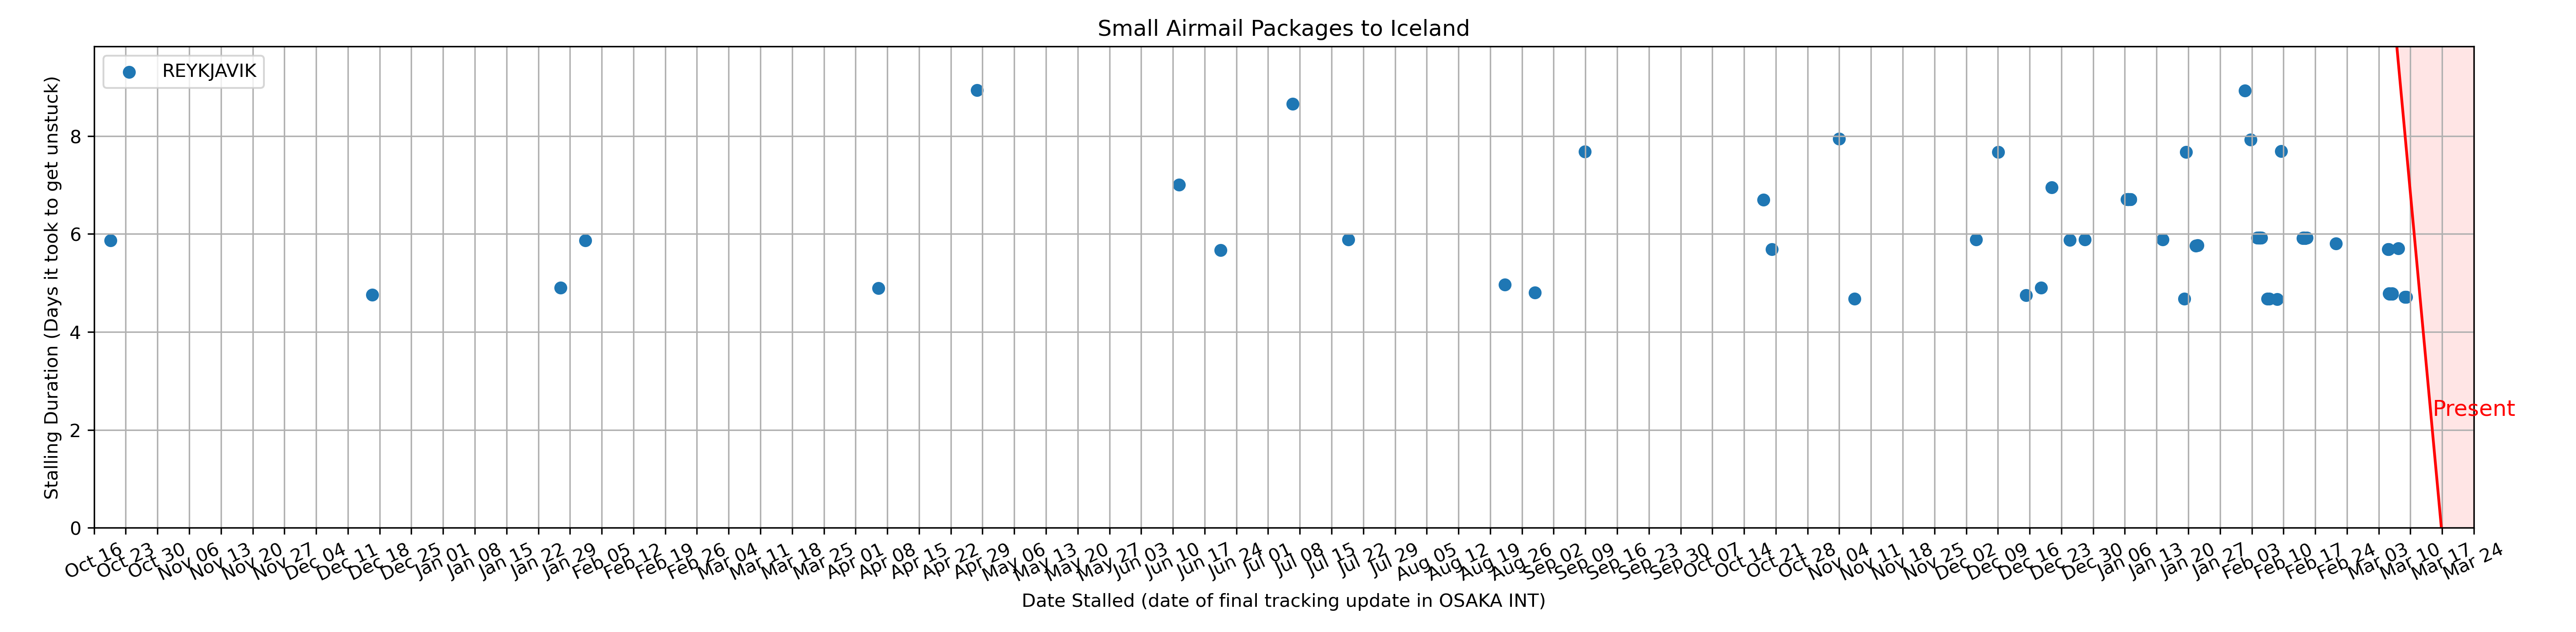 Small Airmail Packages to Iceland
REYKJAVIK
Stalling Duration (Days it took to get unstuck)
8
6
4
2
0
Present
Oct 16
Oct 23
Oct 30
Nov 06
Nov 13
Nov 20
Nov 27
Dec 04
Dec 11
Dec 18
Dec 25
Jan 01
Jan 08
Jan 15
Jan 22
Jan 29
Feb 05
Feb 12
Feb 19
Feb 26
Mar 04
Mar 11
Mar 18
Mar 25
Apr 01
Apr 08
Apr 15
Apr 22
Apr 29
May 06
May 13
May 20
May 27
Jun 03
Jun 10
Jun 17
Jun 24
Jul 01
Jul 08
Jul 15
Jul 22
Jul 29
Aug 05
Aug 12
Aug 19
Aug 26
Sep 02
Sep 09
Sep 16
Sep 23
Sep 30
Oct 07
Oct 14
Oct 21
Oct 28
Nov 04
Nov 11
Nov 18
Nov 25
Dec 02
Dec 09
Dec 16
Dec 23
Dec 30
Jan 06
Jan 13
Jan 20
Jan 27
Feb 03
Feb 10
Feb 17
Feb 24
Mar 03
Mar 10
Mar 17
Mar 24
Date Stalled (date of final tracking update in OSAKA INT)